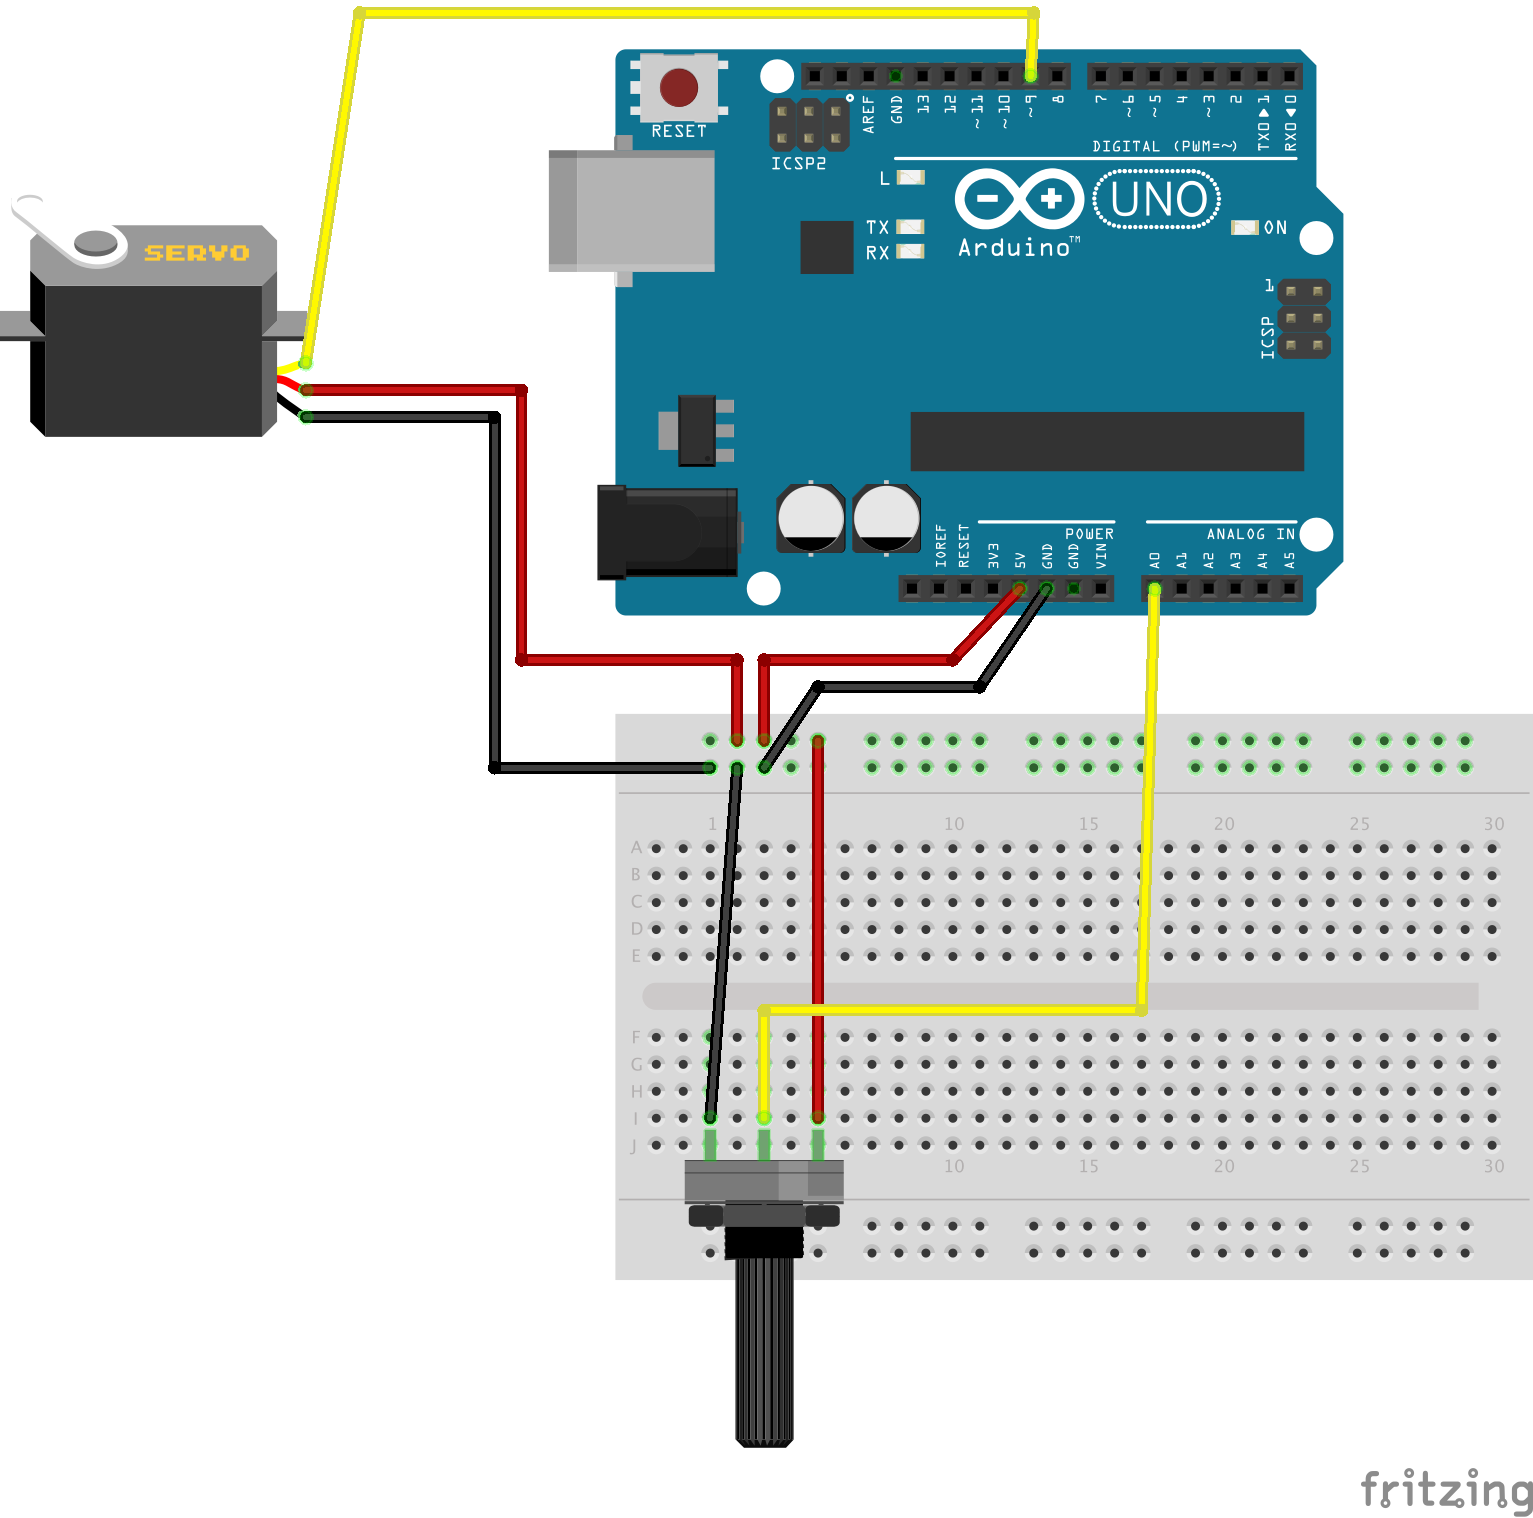 RESET
ICSP2
AREF
GND
13
12
~11
~10
~9
8
7
~6
~5
4
~3
2
TX0▶1
RX0◀0
DIGITAL (PWM=~)
L
TX
RX
Arduino™
UNO
ON
1
ICSP
SERVO
IOREF
RESET
3V3
5V
GND
GND
VIN
POWER
ANALOG IN
A0
A1
A2
A3
A4
A5
1 10 15 20 25 30
A
B
C
D
E
F
G
H
I
J
10 15 20 25 30
fritzing